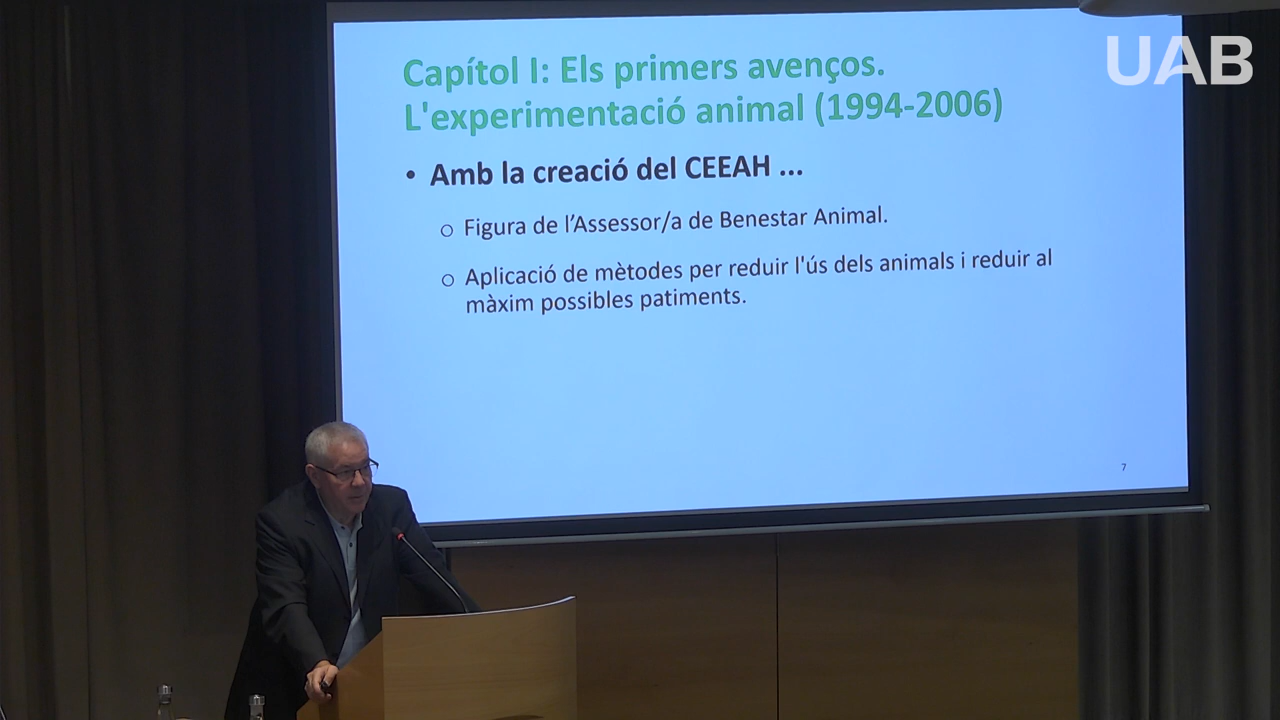 UAB
Capítol I: Els primers avenços.
L'experimentació animal (1994-2006)
• Amb la creació del CEEAH ...
o Figura de l’Assessor/a de Benestar Animal.
o Aplicació de mètodes per reduir l'ús dels animals i reduir al
màxim possibles patiments.
7